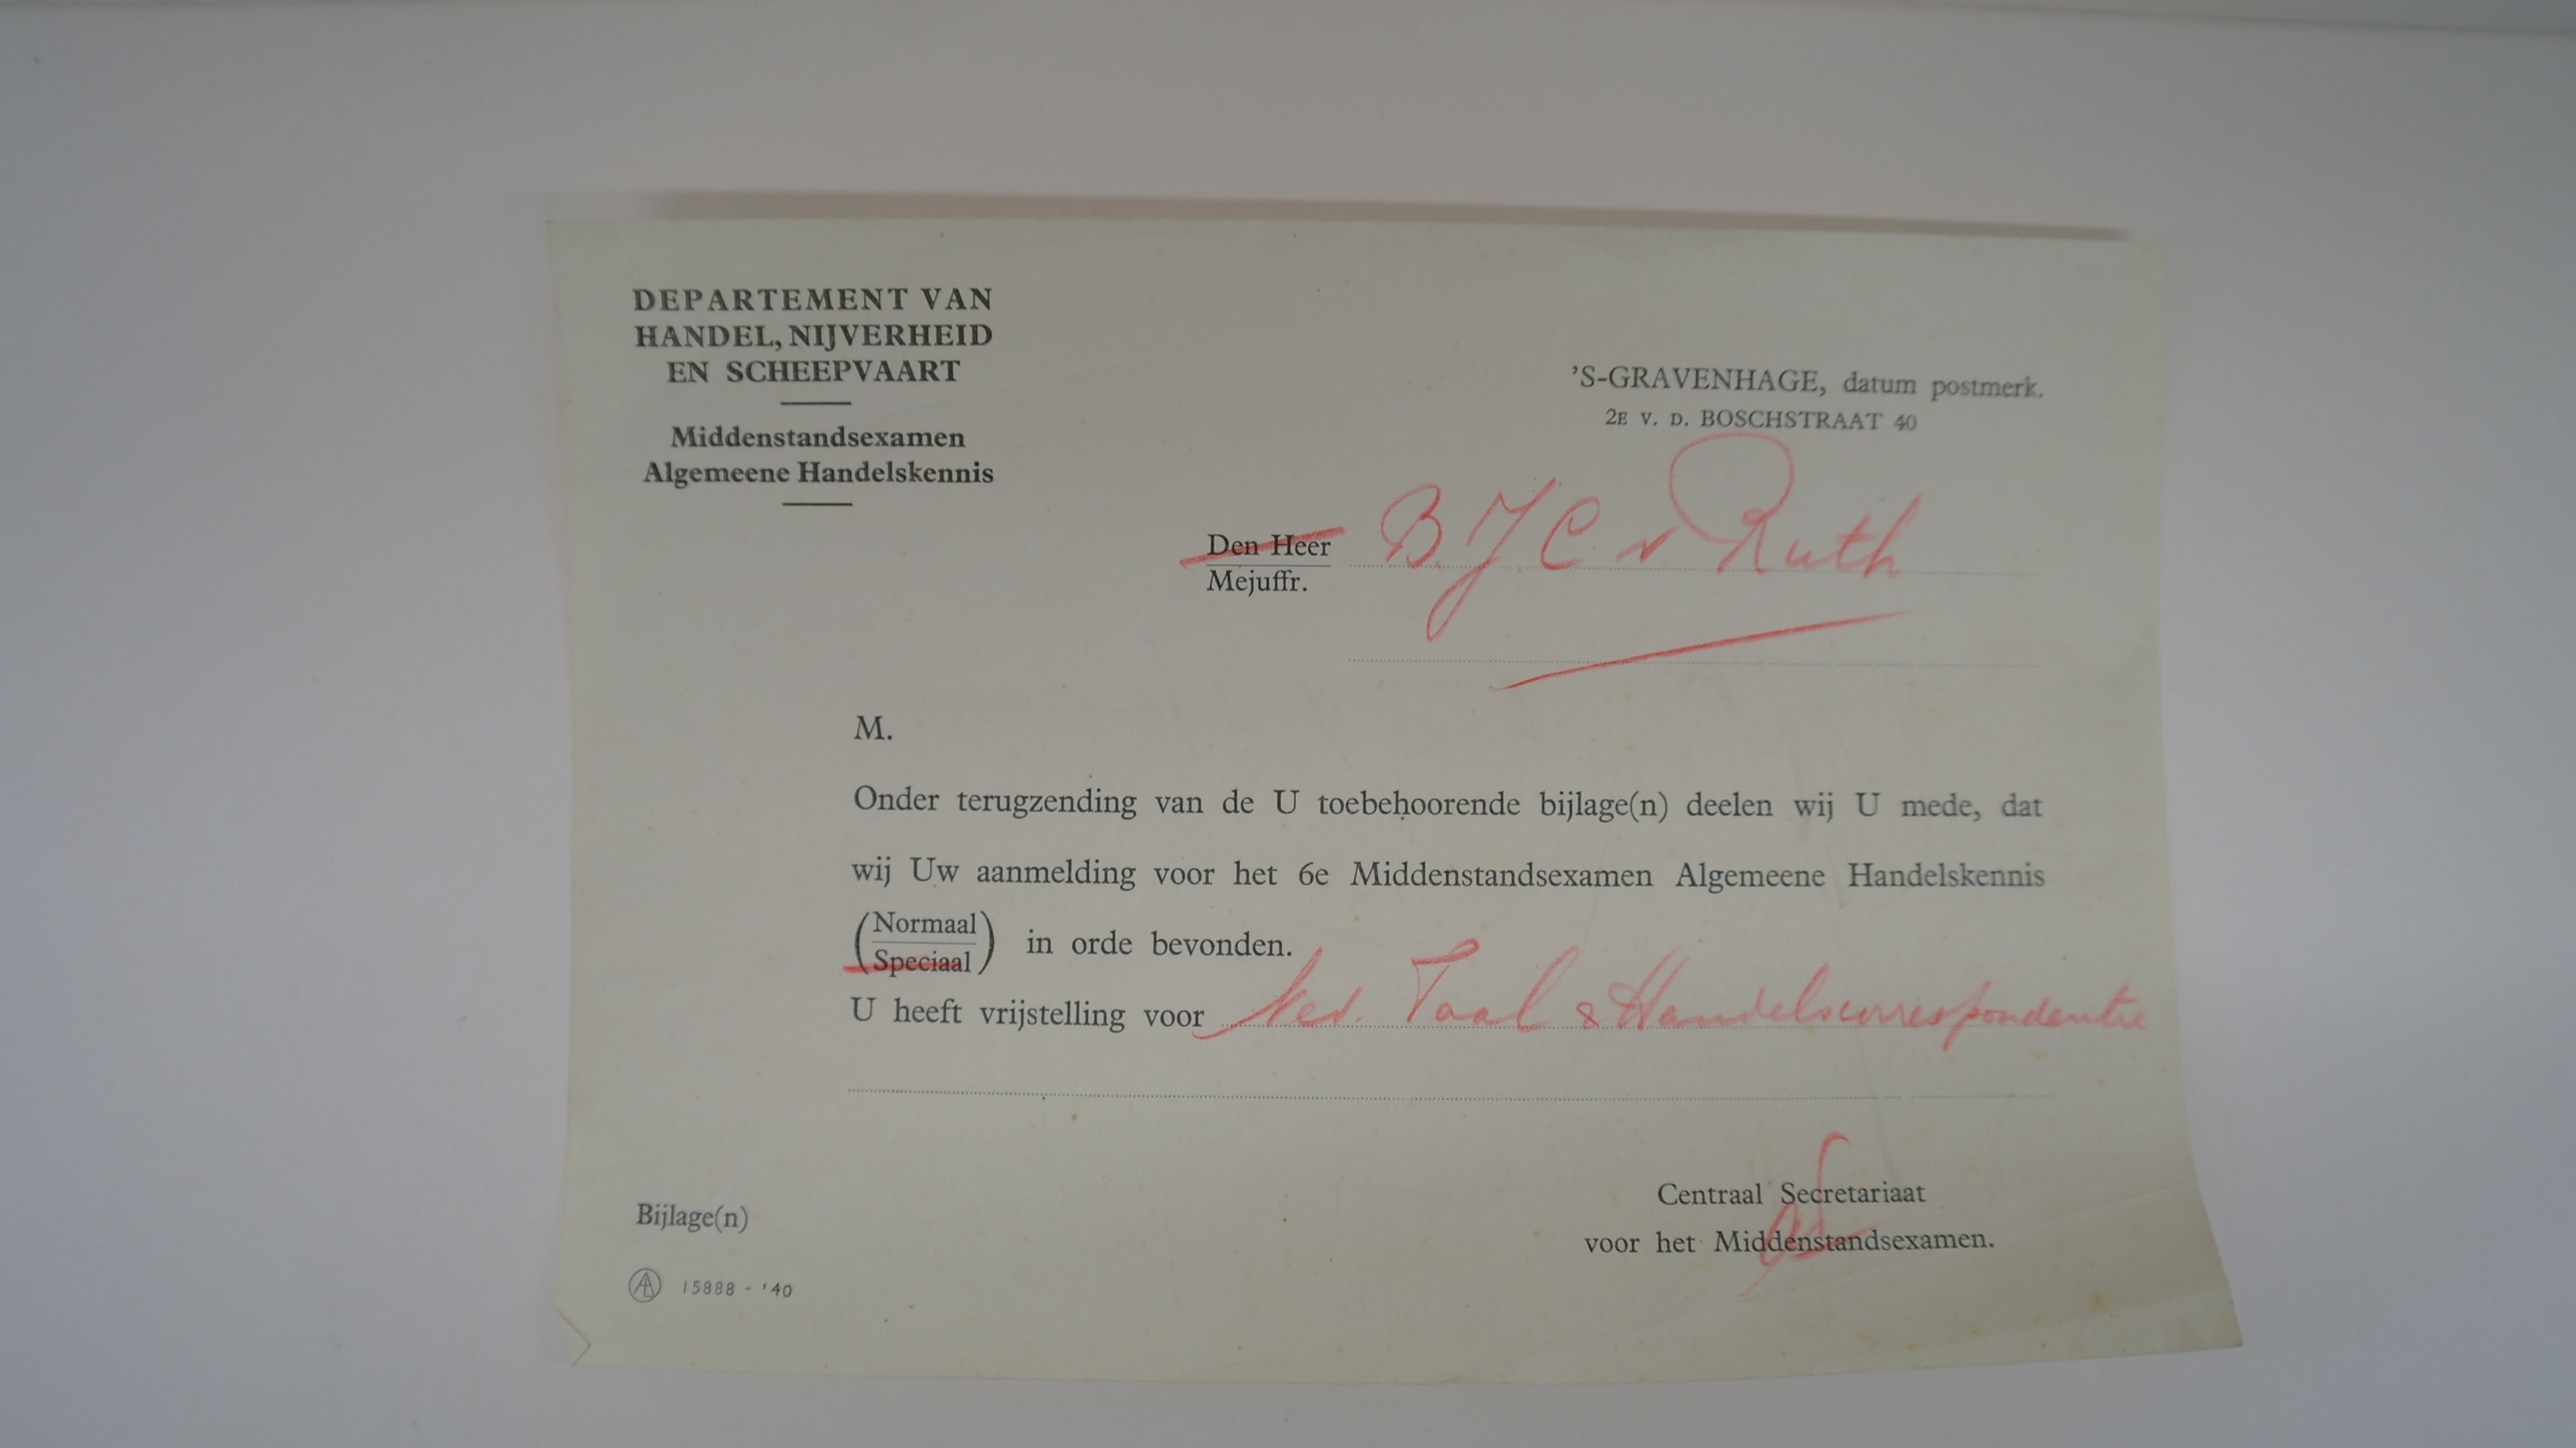 DEPARTEMENT VAN
HANDEL, NIJVERHEID
EN SCHEEPVAART
Middenstandsexamen
Algemeene Handelskennis
'S-GRAVENHAGE, datum postmerk.
2E V. D. BOSCHSTRAAT 40
Den Heer B. J. C v Ruth
Mejuffr.
M.
Onder terugzending van de U toebehoorende bijlage(n) deelen wij U mede, dat
wij Uw aanmelding voor het 6e Middenstandsexamen Algemeene Handelskennis
(Normaal
Speciaal) in orde bevonden.
U heeft vrijstelling voor Ned. Taal & Handelscorrespondentie
Centraal Secretariaat
voor het Middenstandsexamen.
Bijlage(n)
AL 15888 - '40